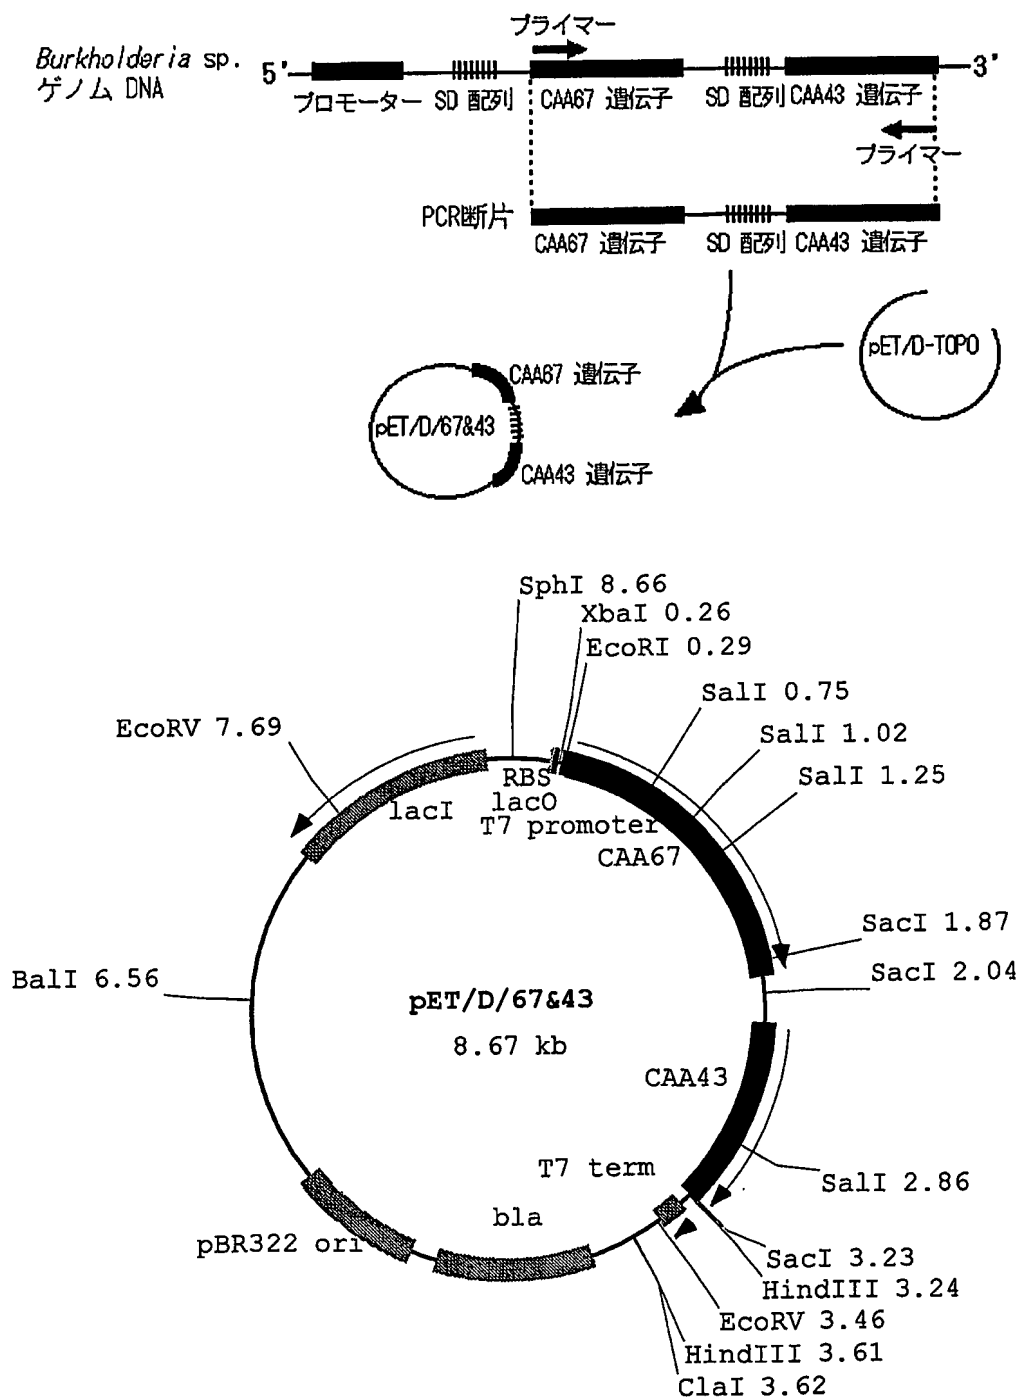 プライマー
Burkholderia sp.
ゲノム DNA
5'
3'
プロモーター SD 配列 CAA67 遺伝子 SD 配列 CAA43 遺伝子
プライマー
PCR断片
CAA67 遺伝子 SD 配列 CAA43 遺伝子
pET/D-TOPO
CAA67 遺伝子
pET/D/67&43
CAA43 遺伝子
SphI 8.66
XbaI 0.26
EcoRI 0.29
SalI 0.75
EcoRV 7.69
SalI 1.02
RBS
SalI 1.25
lacI
lacO
T7 promoter
CAA67
SacI 1.87
SacI 2.04
BalI 6.56
pET/D/67&43
8.67 kb
CAA43
T7 term
SalI 2.86
bla
pBR322 ori
SacI 3.23
HindIII 3.24
EcoRV 3.46
HindIII 3.61
ClaI 3.62